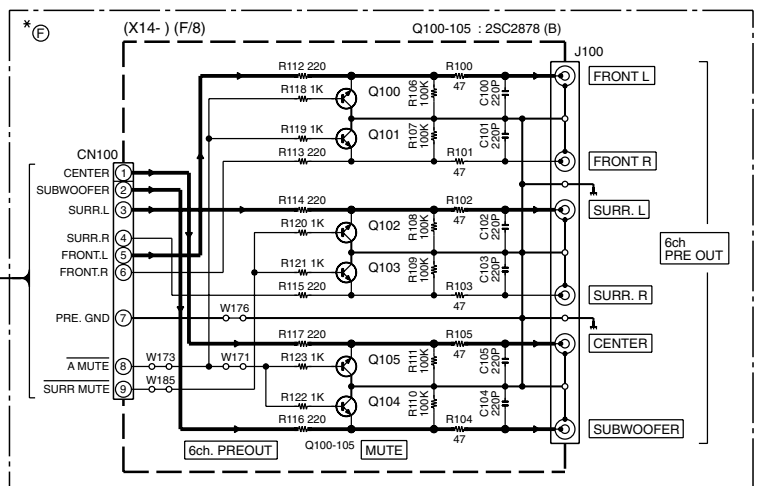 * F (X14- ) (F/8) Q100-105 : 2SC2878 (B)
J100
R112 220 R100 FRONT L
47
R118 1K Q100 R106 100K C100 220P
R119 1K Q101 R107 100K C101 220P
R113 220 R101 FRONT R
47
CN100
CENTER 1
SUBWOOFER 2
SURR.L 3
SURR.R 4
FRONT.L 5
FRONT.R 6
PRE. GND 7
A MUTE 8
SURR MUTE 9
R114 220 R102 SURR. L
47
R120 1K Q102 R108 100K C102 220P
R121 1K Q103 R109 100K C103 220P
R115 220 R103 SURR. R
47
6ch
PRE OUT
W176
W173 W171
W185
R117 220 R105 CENTER
47
R123 1K Q105 R111 100K C105 220P
R122 1K Q104 R110 100K C104 220P
R116 220 R104 SUBWOOFER
47
6ch. PREOUT Q100-105 MUTE